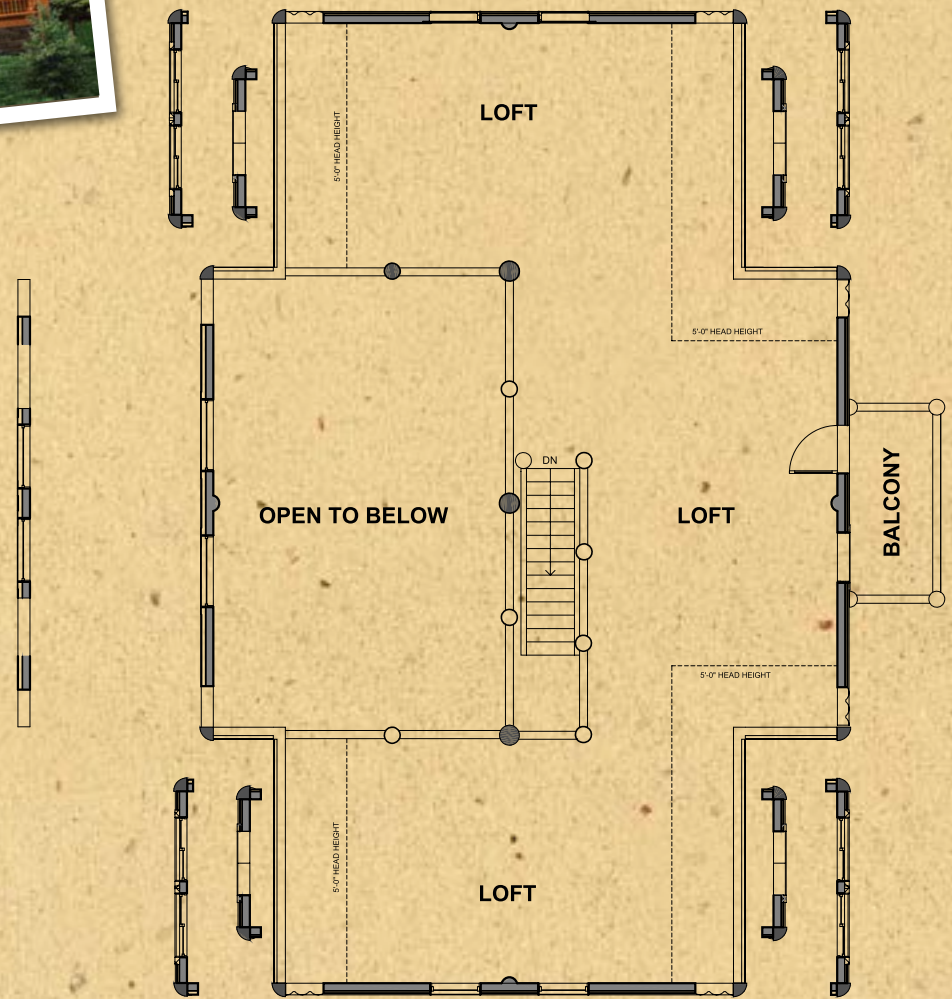 LOFT
5'-0" HEAD HEIGHT
5'-0" HEAD HEIGHT
DN
OPEN TO BELOW
LOFT
BALCONY
5'-0" HEAD HEIGHT
5'-0" HEAD HEIGHT
LOFT